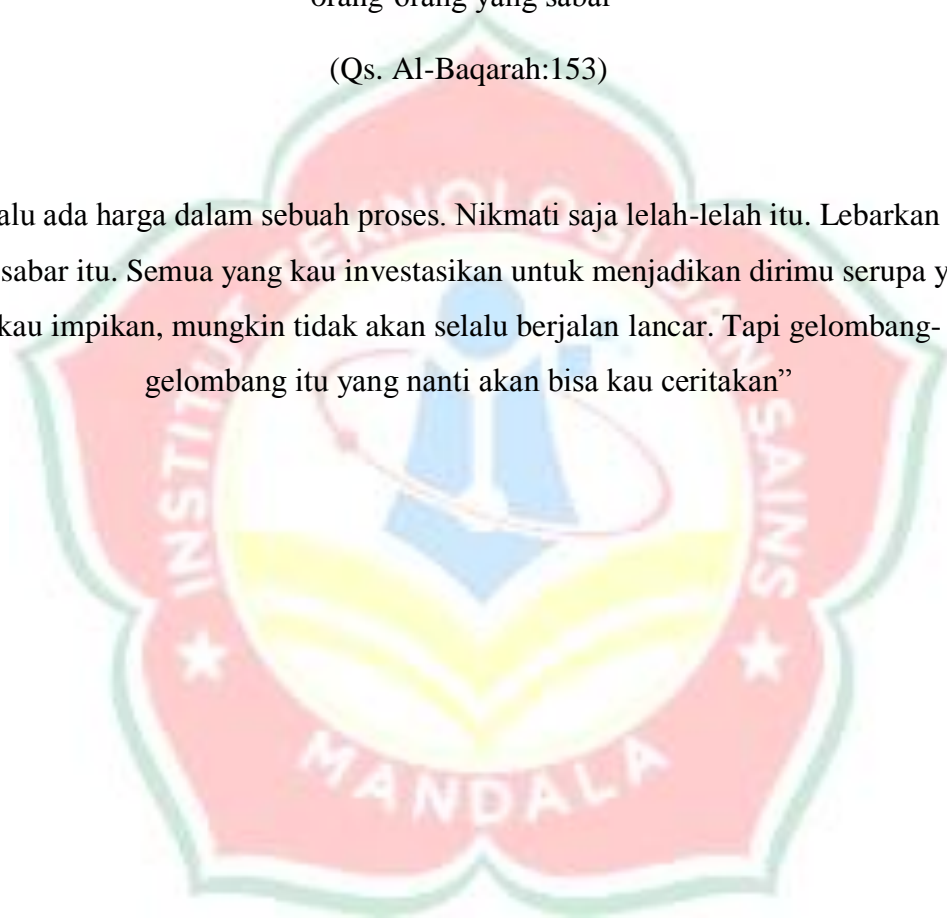 orang-orang yang sabar
(Qs. Al-Baqarah:153)
alu ada harga dalam sebuah proses. Nikmati saja lelah-lelah itu. Lebarkan
sabar itu. Semua yang kau investasikan untuk menjadikan dirimu serupa y
kau impikan, mungkin tidak akan selalu berjalan lancar. Tapi gelombang-
gelombang itu yang nanti akan bisa kau ceritakan”
INSTITUT TEKNOLOGI DAN SAINS
MANDALA